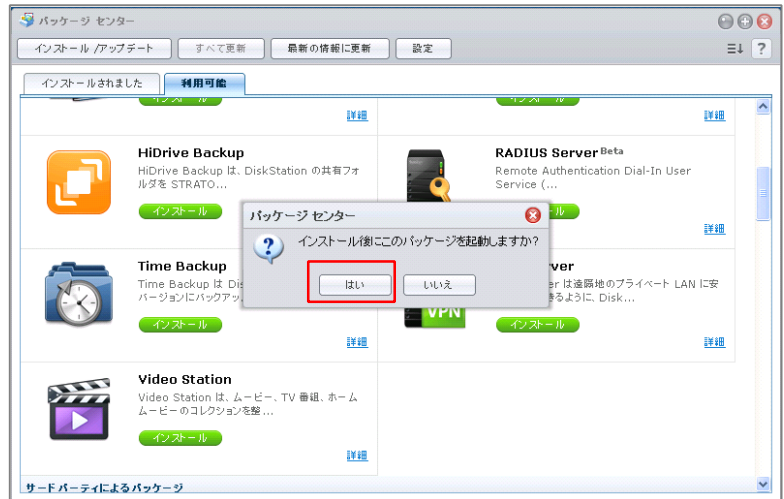 パッケージ センター
インストール /アップデート すべて更新 最新の情報に更新 設定
?
インストールされました 利用可能
インストール インストール
詳細 詳細
HiDrive Backup
HiDrive Backup は、DiskStation の共有フォ
ルダを STRATO...
インストール
RADIUS Server Beta
Remote Authentication Dial-In User
Service (...
ール
詳細
パッケージ センター
インストール後にこのパッケージを起動しますか?
はい いいえ
Time Backup
Time Backup は Dis
バージョンにバックアッ
インストール
詳細
ver
er は遠隔地のプライベート LAN に安
きるように、Disk...
VPN
インストール
詳細
Video Station
Video Station は、ムービー、TV 番組、ホーム
ムービーのコレクションを整...
インストール
詳細
サードパーティによるパッケージ